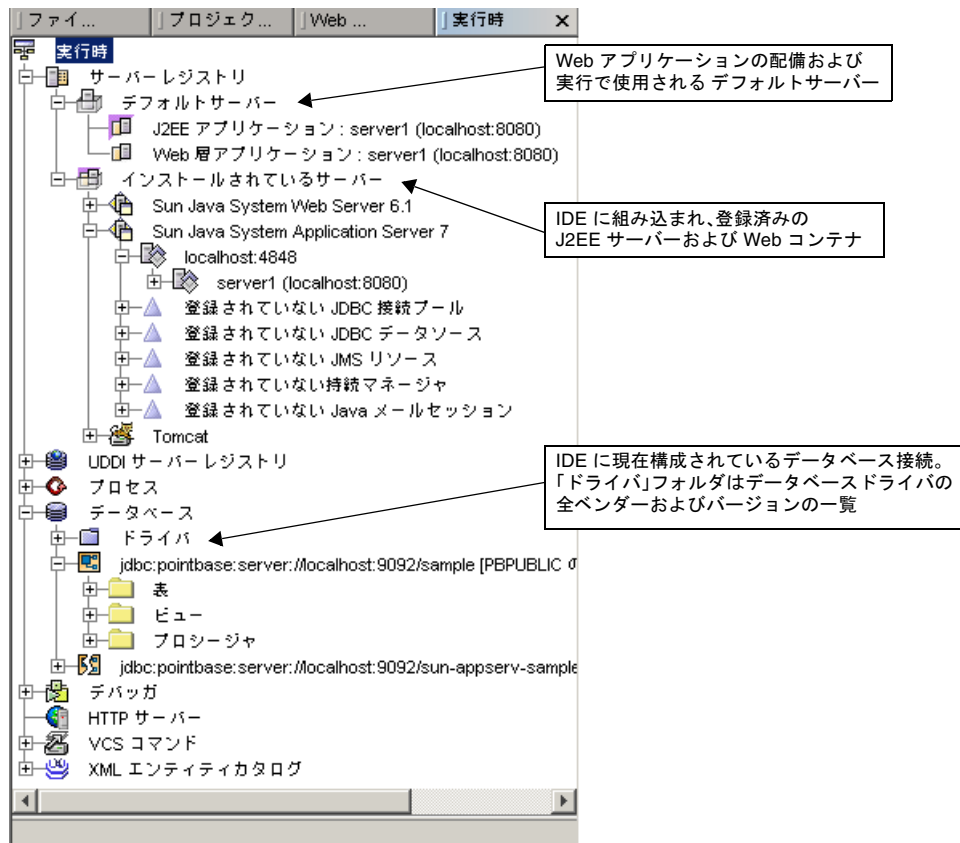 ファイ...
プロジェク...
Web ...
実行時
実行時
サーバーレジストリ
デフォルトサーバー
J2EE アプリケーション : server1 (localhost:8080)
Web 層アプリケーション : server1 (localhost:8080)
インストールされているサーバー
Sun Java System Web Server 6.1
Sun Java System Application Server 7
localhost:4848
server1 (localhost:8080)
登録されていない JDBC 接続プール
登録されていない JDBC データソース
登録されていない JMS リソース
登録されていない持続マネージャ
登録されていない Java メールセッション
Tomcat
UDDI サーバーレジストリ
プロセス
データベース
ドライバ
jdbc:pointbase:server://localhost:9092/sample [PBPUBLIC の
表
ビュー
プロシージャ
jdbc:pointbase:server://localhost:9092/sun-appserv-sample
デバッガ
HTTP サーバー
VCS コマンド
XML エンティティカタログ
Web アプリケーションの配備および
実行で使用される デフォルトサーバー
IDE に組み込まれ、登録済みの
J2EE サーバーおよび Web コンテナ
IDE に現在構成されているデータベース接続。
「ドライバ」フォルダはデータベースドライバの
全ベンダーおよびバージョンの一覧